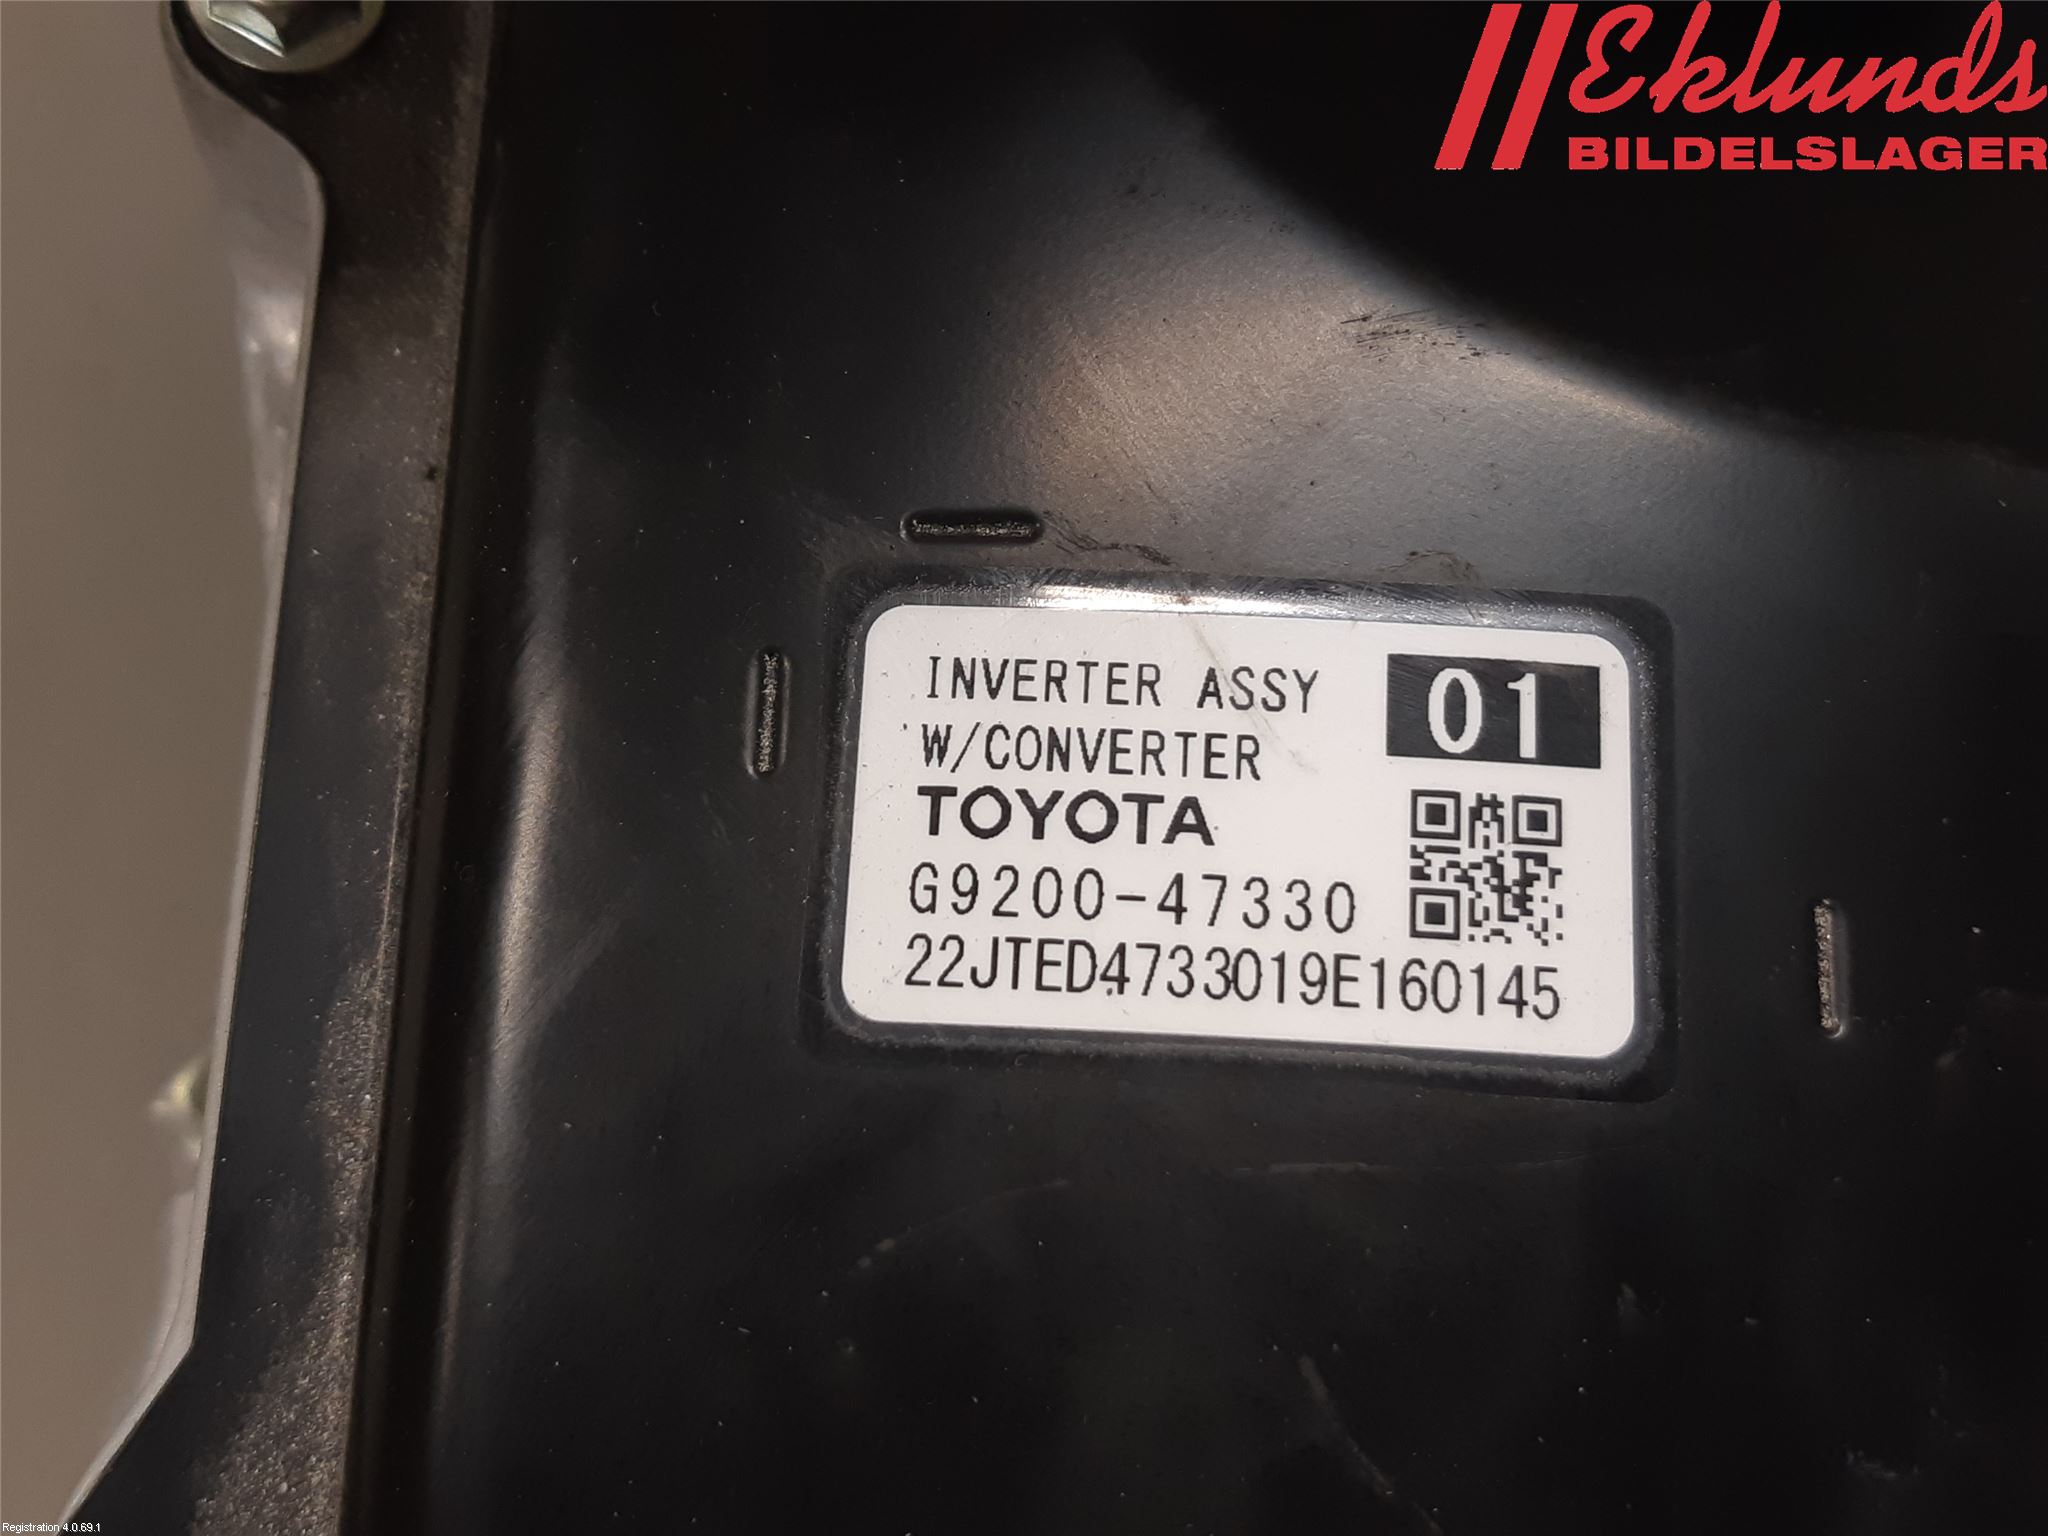 Eklunds
BILDELSLAGER
INVERTER ASSY
01
W/CONVERTER
TOYOTA
G9200-47330
22JTED4733019E160145
Registration 4.0.69.1